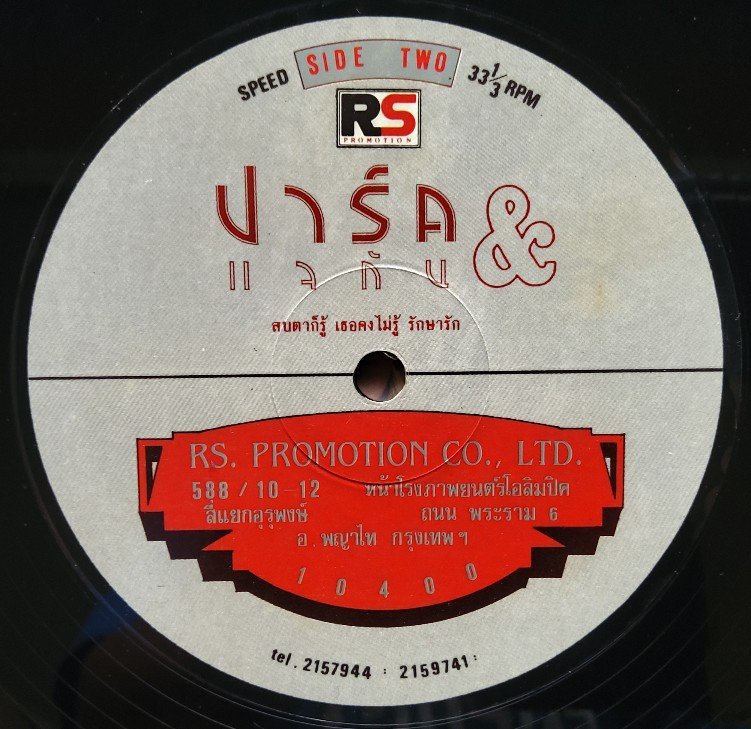 SPEED SIDE TWO 33 1/3 RPM
RS
PROMOTION
ปาร์ค &
แจกัน
สบตาก็รู้ เธอคงไม่รู้ รักษารัก
RS. PROMOTION CO., LTD.
588 / 10-12 หน้าโรงภาพยนตร์โอลิมปิค
สี่แยกอุรุพงษ์ ถนน พระราม 6
อ. พญาไท กรุงเทพฯ
10400
tel. 2157944 : 2159741 :